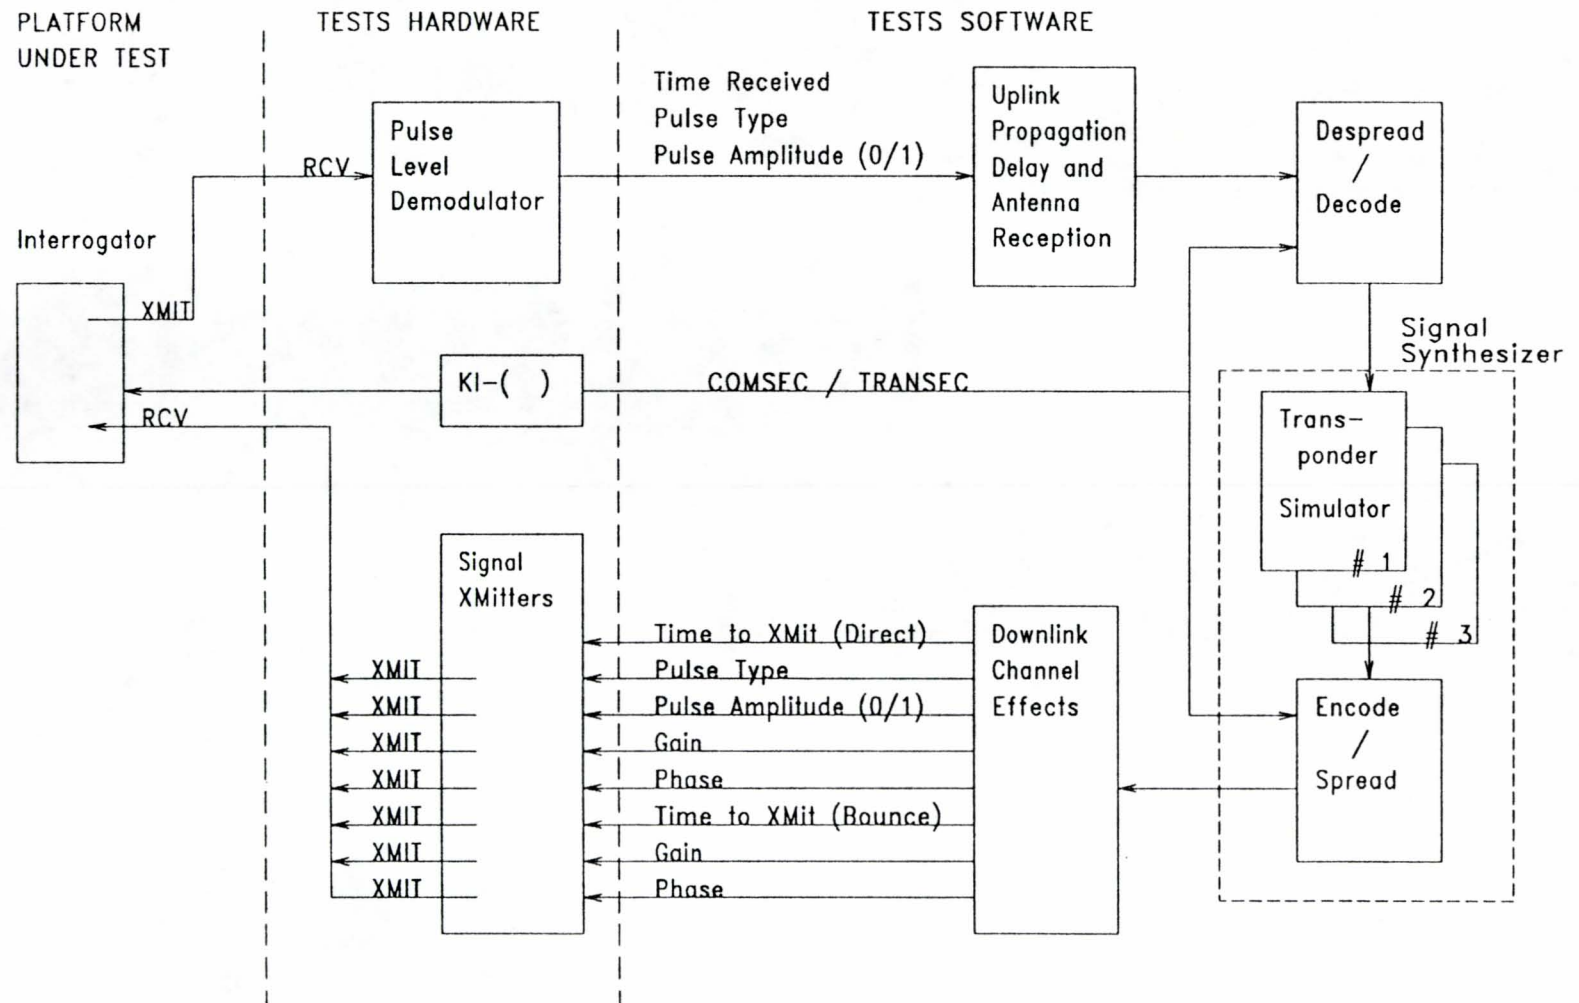 PLATFORM
UNDER TEST
TESTS HARDWARE
TESTS SOFTWARE
Interrogator
XMIT
RCV
RCV
Pulse
Level
Demodulator
Time Received
Pulse Type
Pulse Amplitude (0/1)
Uplink
Propagation
Delay and
Antenna
Reception
Despread
/
Decode
KI-( )
COMSEC / TRANSEC
Signal
Synthesizer
Trans-
ponder
Simulator
# 1
# 2
# 3
Encode
/
Spread
Downlink
Channel
Effects
Time to XMit (Direct)
Pulse Type
Pulse Amplitude (0/1)
Gain
Phase
Time to XMit (Bounce)
Gain
Phase
Signal
XMitters
XMIT
XMIT
XMIT
XMIT
XMIT
XMIT
XMIT